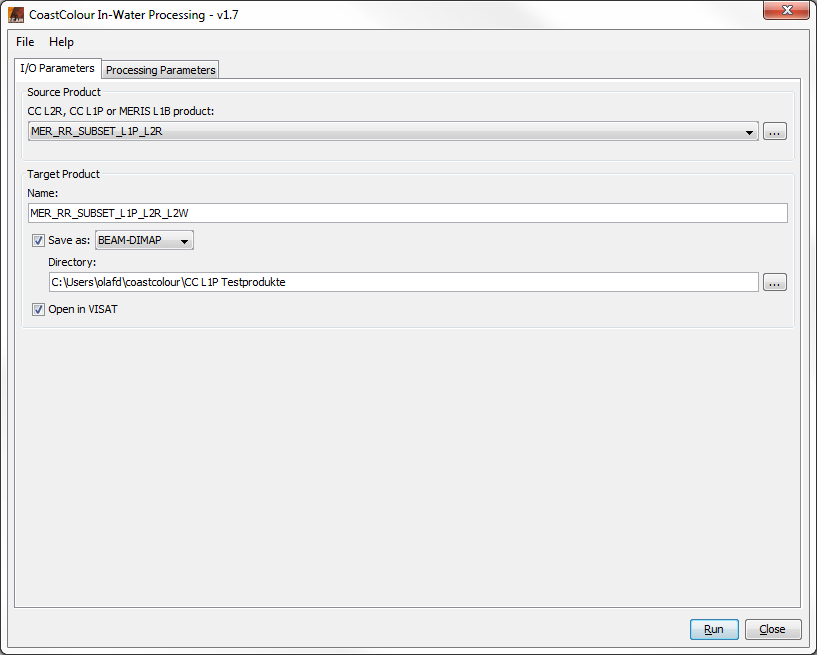 CoastColour In-Water Processing - v1.7
File Help
I/O Parameters Processing Parameters
Source Product
CC L2R, CC L1P or MERIS L1B product:
MER_RR_SUBSET_L1P_L2R ...
Target Product
Name:
MER_RR_SUBSET_L1P_L2R_L2W
Save as: BEAM-DIMAP
Directory:
C:\Users\olafd\coastcolour\CC L1P Testprodukte ...
Open in VISAT
Run Close